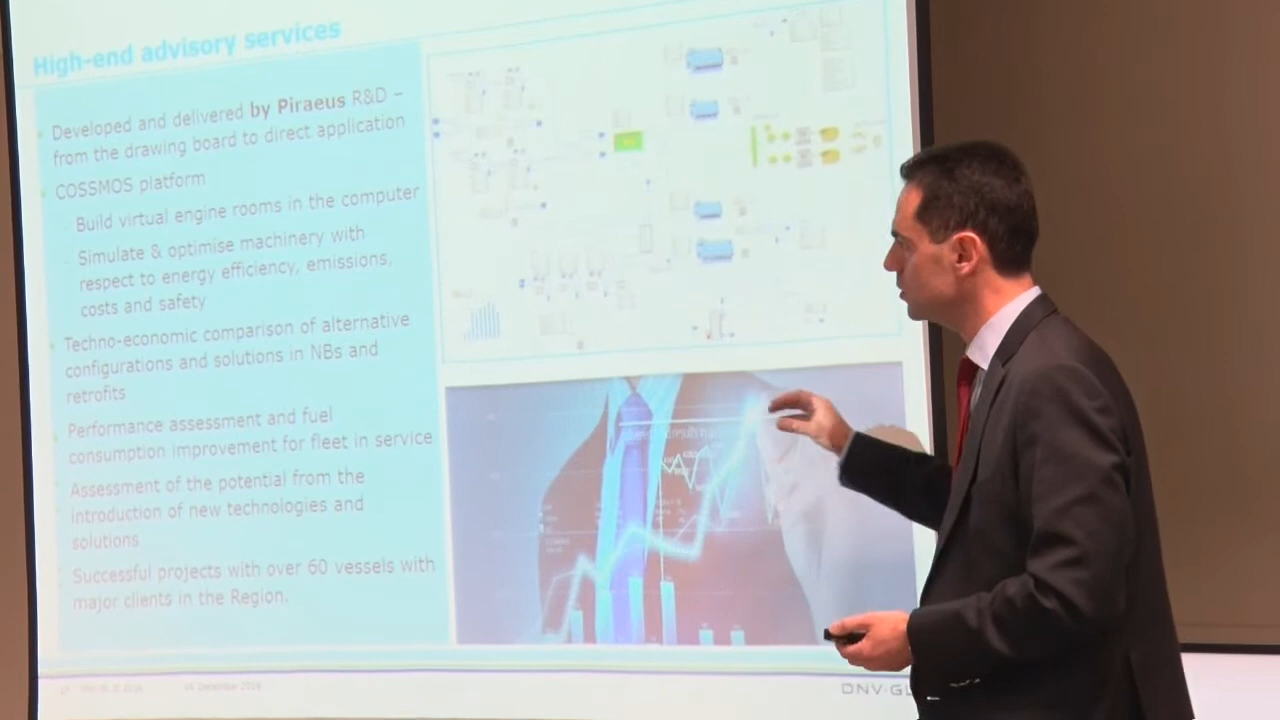 High-end advisory services
Developed and delivered by Piraeus R&D –
from the drawing board to direct application
COSSMOS platform
Build virtual engine rooms in the computer
Simulate & optimise machinery with
respect to energy efficiency, emissions,
costs and safety
Techno-economic comparison of alternative
configurations and solutions in NBs and
retrofits
Performance assessment and fuel
consumption improvement for fleet in service
Assessment of the potential from the
introduction of new technologies and
solutions
Successful projects with over 60 vessels with
major clients in the Region.
DNV·GL